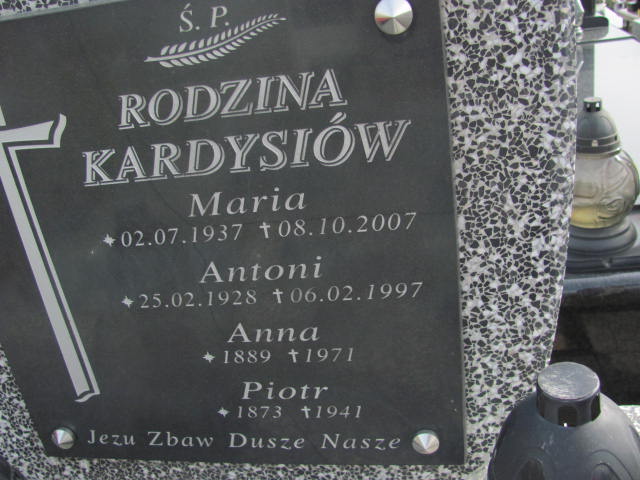 Ś. P.
RODZINA
KARDYSIÓW
Maria
*02.07.1937 †08.10.2007
Antoni
*25.02.1928 †06.02.1997
Anna
*1889 †1971
Piotr
*1873 †1941
Jezu Zbaw Dusze Nasze